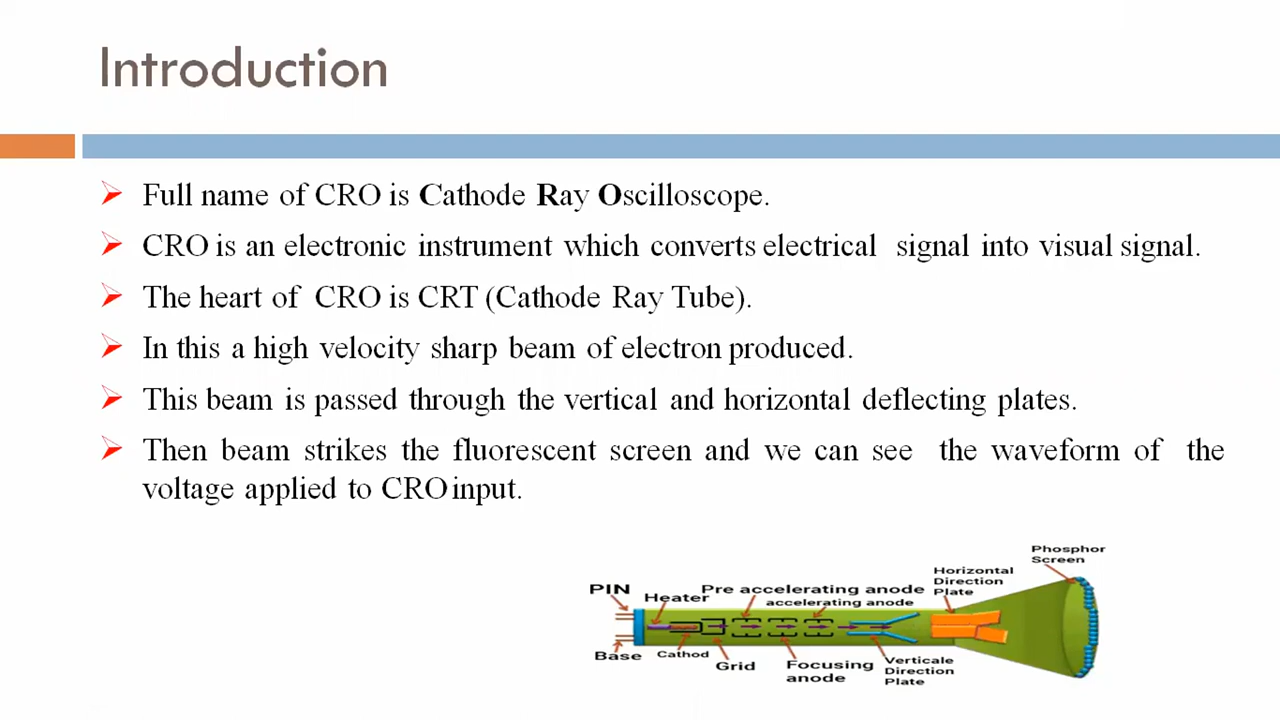 Introduction
Full name of CRO is Cathode Ray Oscilloscope.
CRO is an electronic instrument which converts electrical signal into visual signal.
The heart of CRO is CRT (Cathode Ray Tube).
In this a high velocity sharp beam of electron produced.
This beam is passed through the vertical and horizontal deflecting plates.
Then beam strikes the fluorescent screen and we can see the waveform of the
voltage applied to CRO input.
Phosphor
Screen
Horizontal
Direction
Plate
PIN
Heater
Pre accelerating anode
accelerating anode
Base
Cathod
Grid
Focusing
anode
Verticale
Direction
Plate